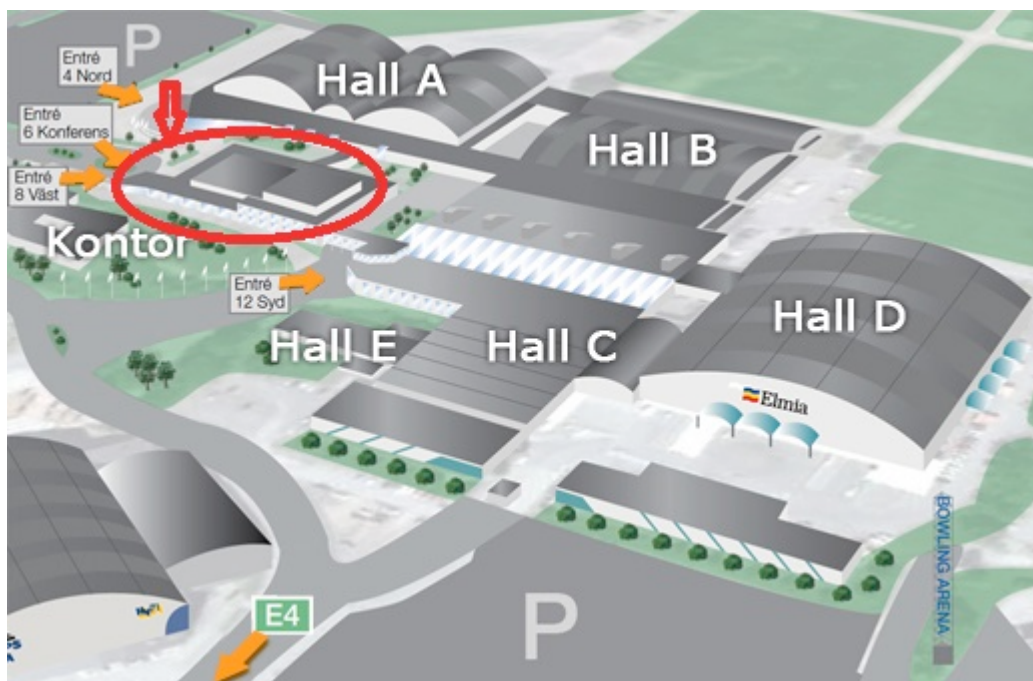 P
Entré
4 Nord
Hall A
Entré
6 Konferens
Hall B
Entré
8 Väst
Kontor
Entré
12 Syd
Hall E
Hall C
Hall D
Elmia
BOWLING ARENA
E4
P